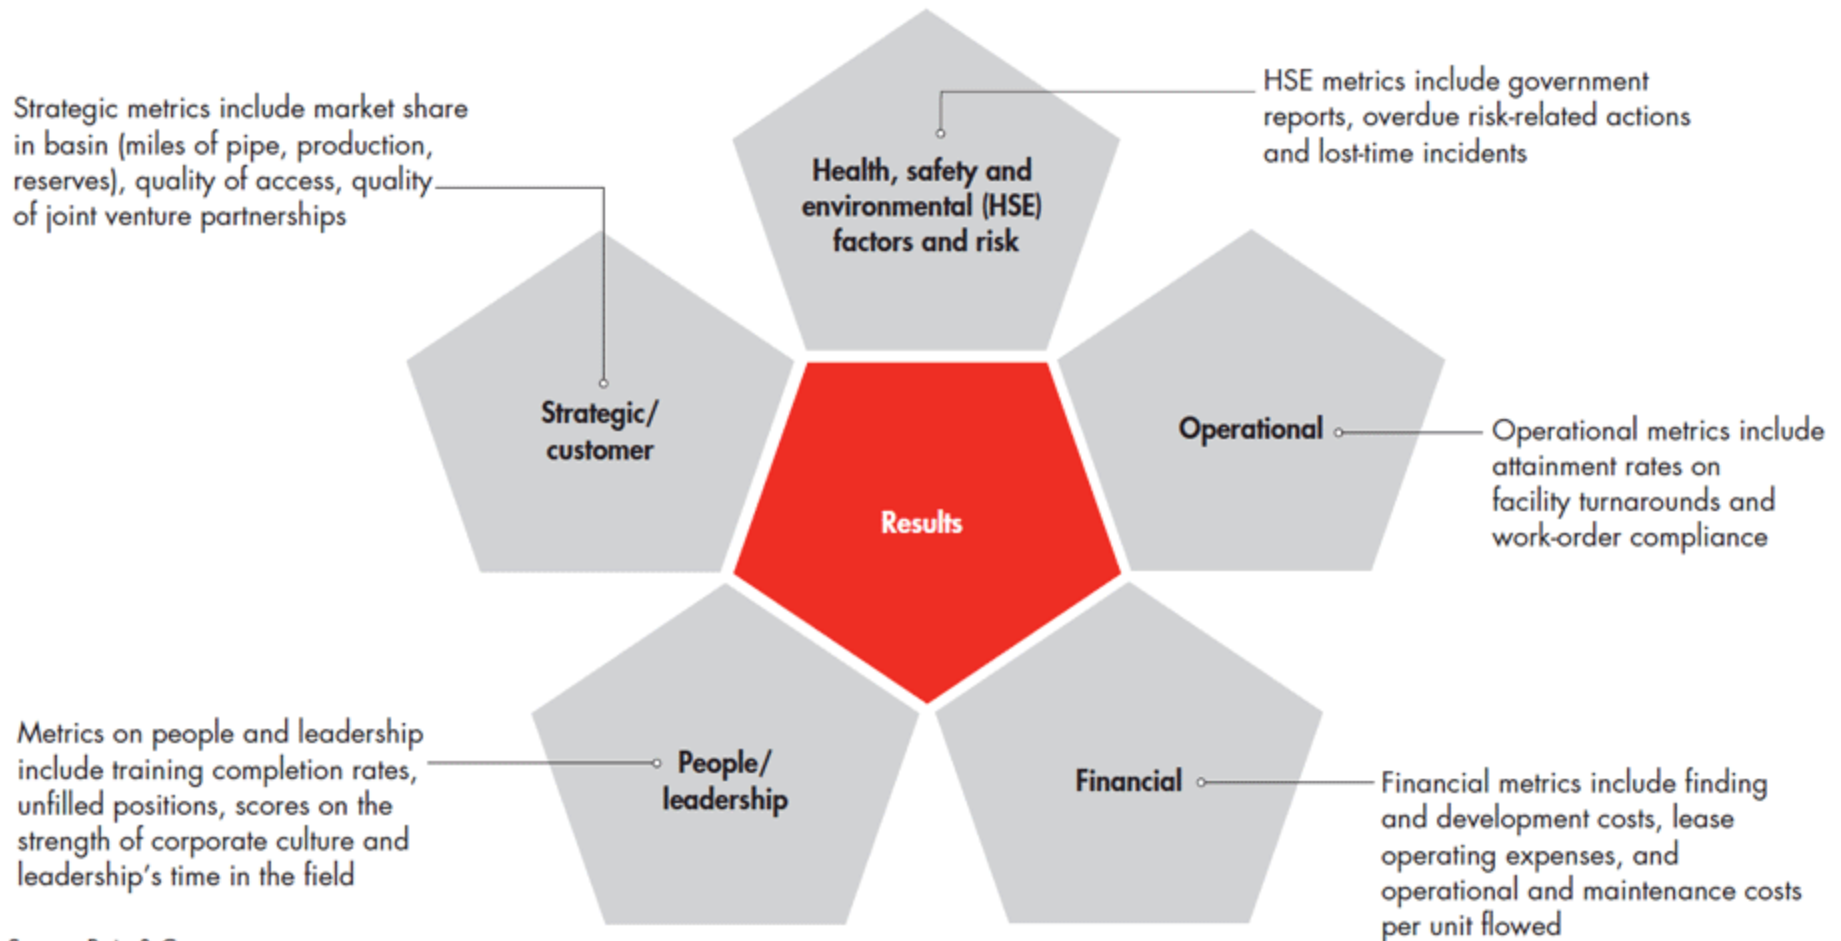 Strategic metrics include market share
in basin (miles of pipe, production,
reserves), quality of access, quality
of joint venture partnerships
Health, safety and
environmental (HSE)
factors and risk
HSE metrics include government
reports, overdue risk-related actions
and lost-time incidents
Strategic/
customer
Operational
Operational metrics include
attainment rates on
facility turnarounds and
work-order compliance
Results
Metrics on people and leadership
include training completion rates,
unfilled positions, scores on the
strength of corporate culture and
leadership's time in the field
People/
leadership
Financial
Financial metrics include finding
and development costs, lease
operating expenses, and
operational and maintenance costs
per unit flowed